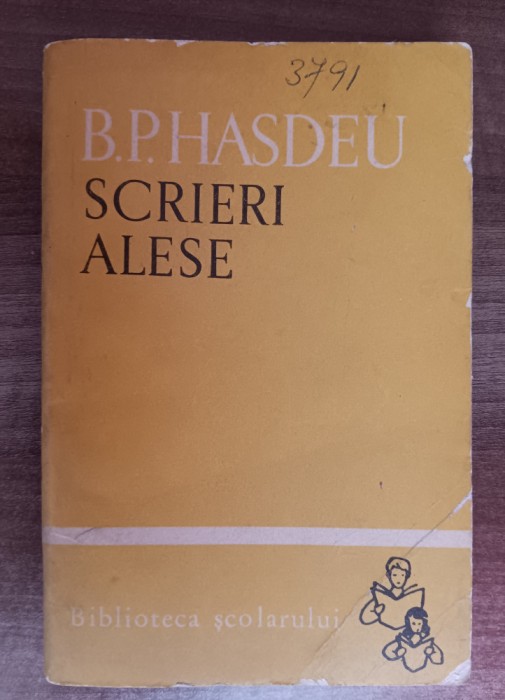 3791
B.P. HASDEU
SCRIERI
ALESE
Biblioteca școlarului